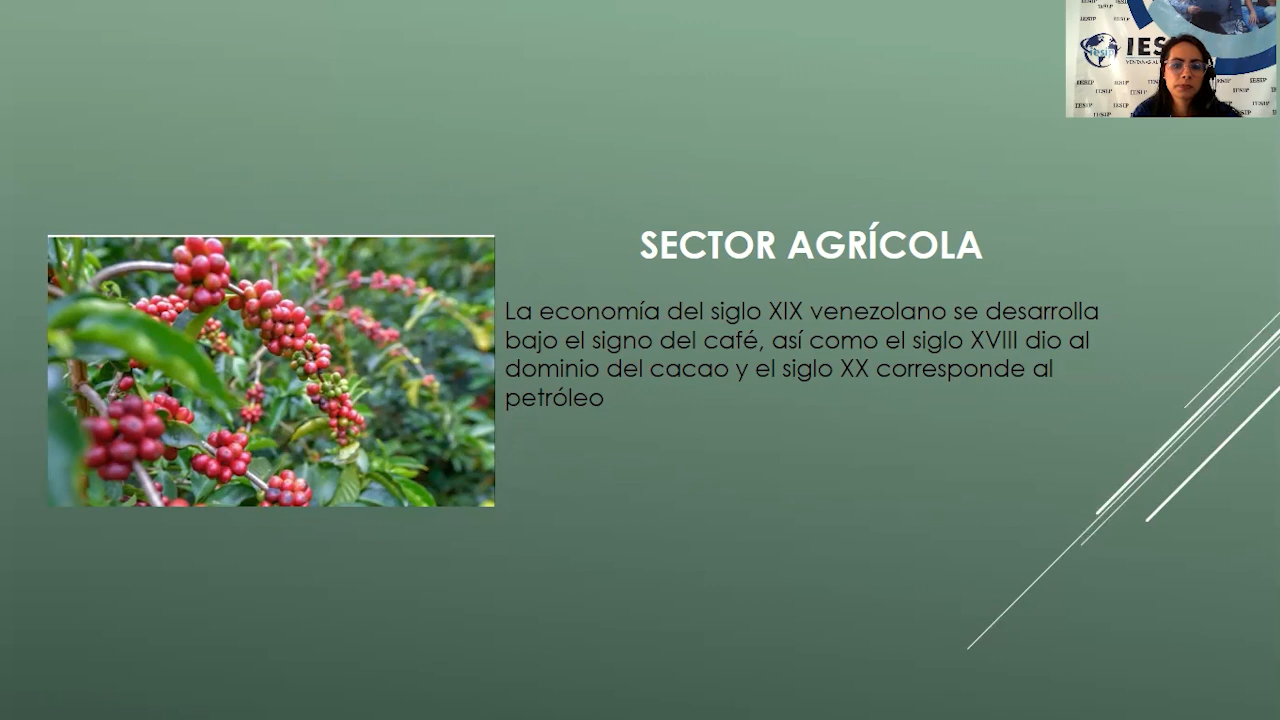 IESIP
SECTOR AGRÍCOLA
La economía del siglo XIX venezolano se desarrolla
bajo el signo del café, así como el siglo XVIII dio al
dominio del cacao y el siglo XX corresponde al
petróleo